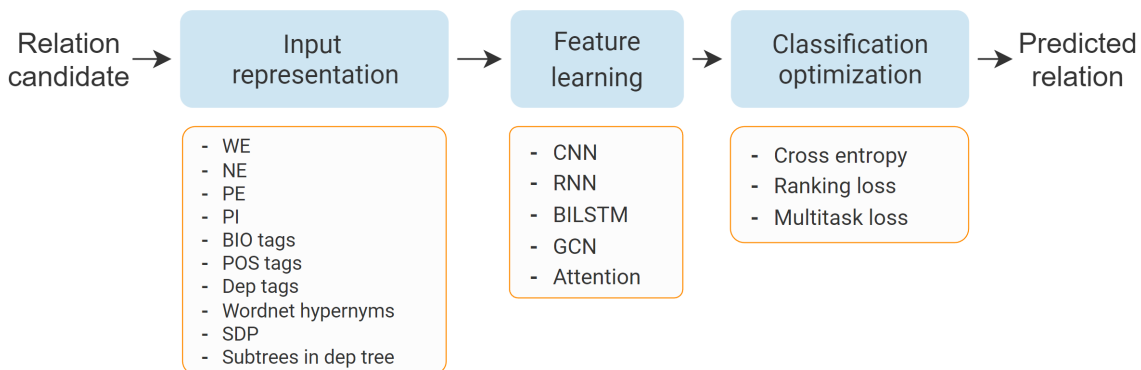 Relation
candidate
Input
representation
Feature
learning
Classification
optimization
Predicted
relation
- WE
- NE
- PE
- PI
- BIO tags
- POS tags
- Dep tags
- Wordnet hypernyms
- SDP
- Subtrees in dep tree
- CNN
- RNN
- BILSTM
- GCN
- Attention
- Cross entropy
- Ranking loss
- Multitask loss